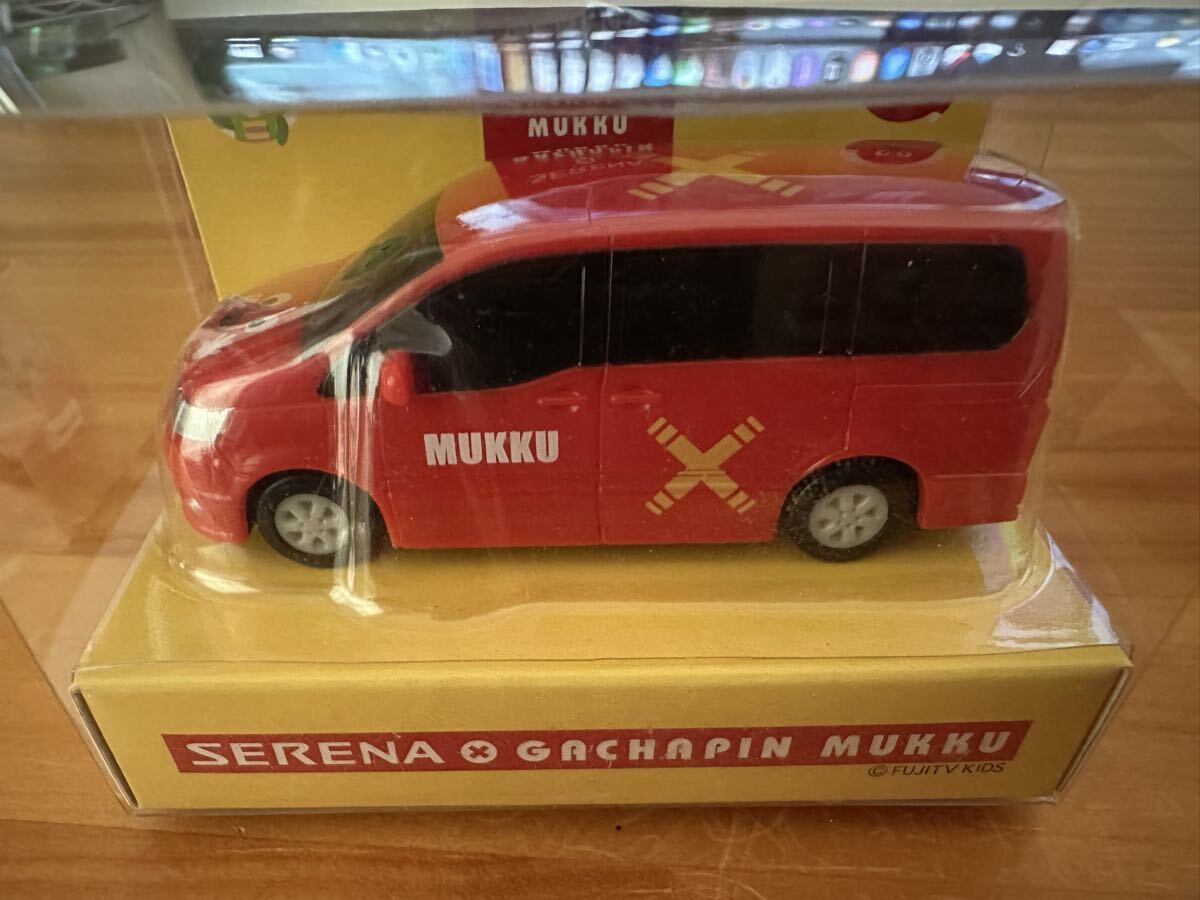 MUKKU
MUKKU
SERENA × GACHAPIN MUKKU
© FUJITV KIDS